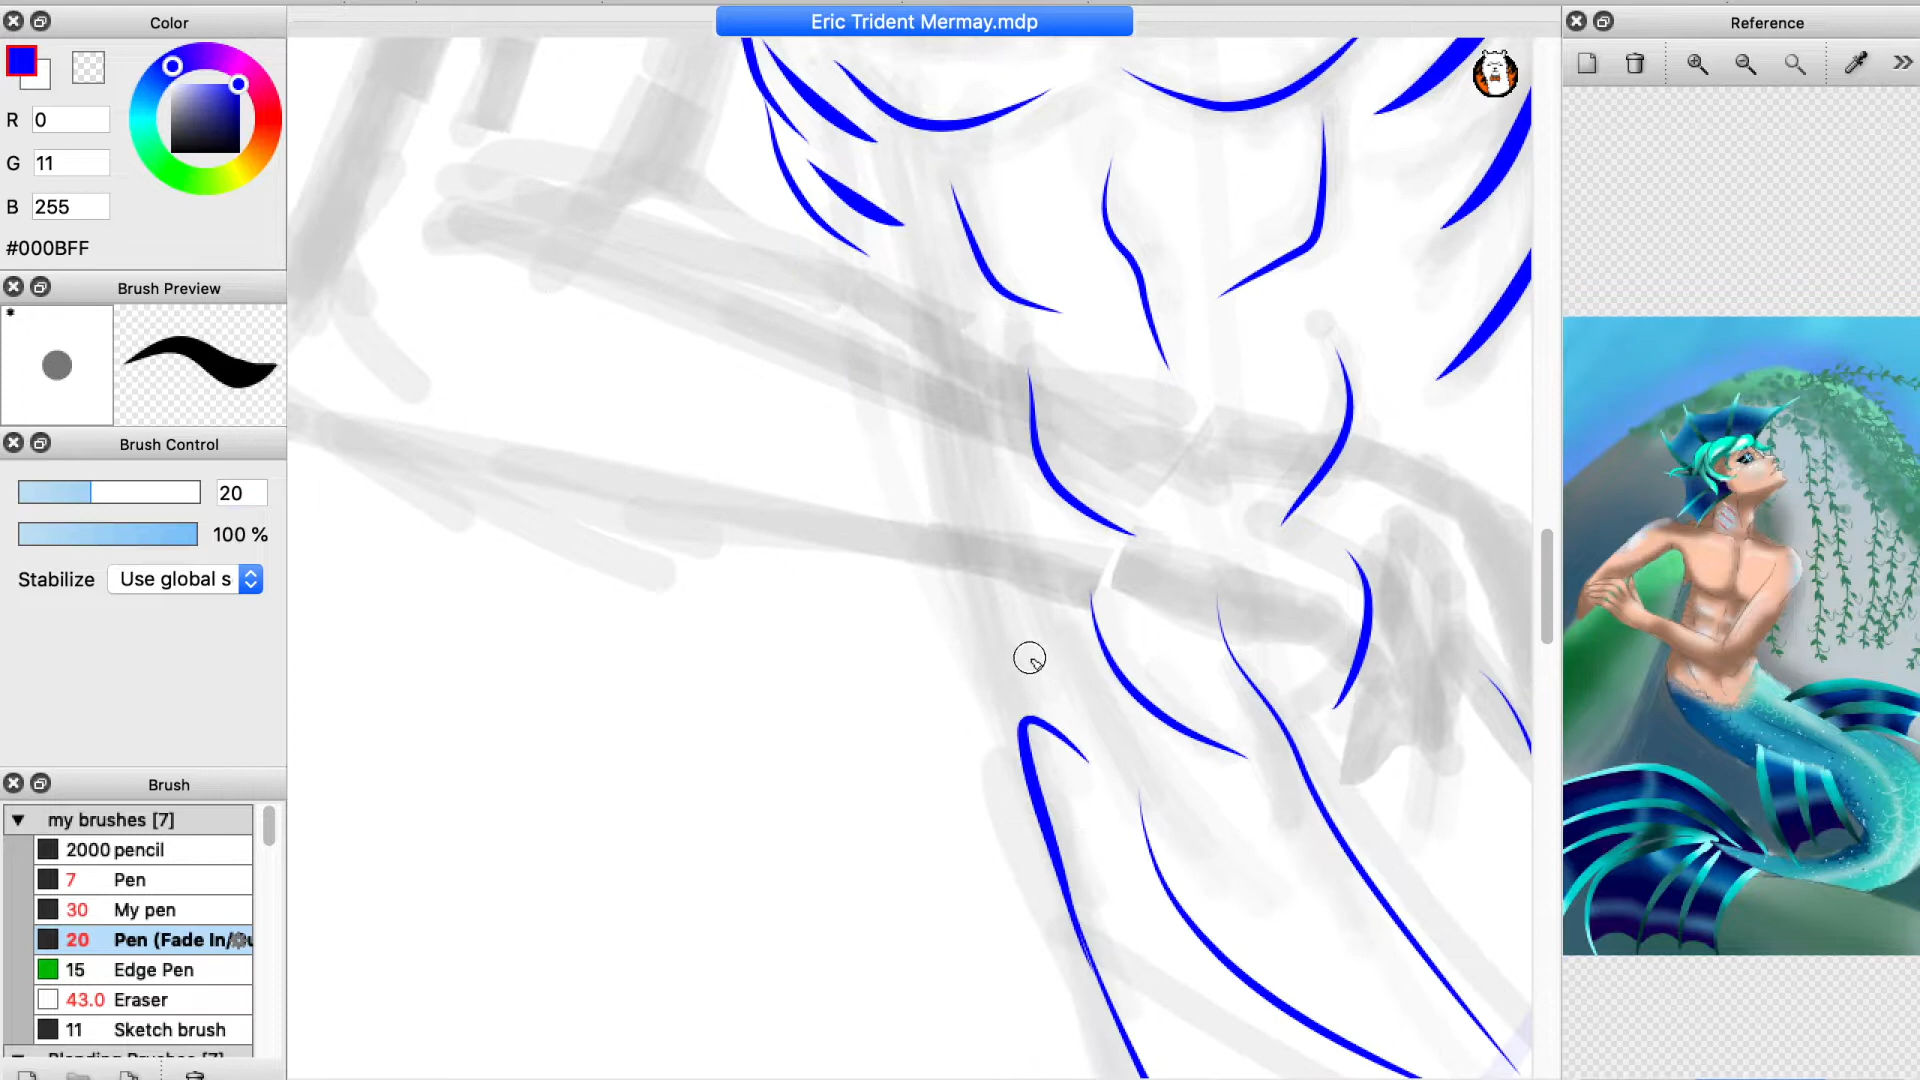 Color
Eric Trident Mermay.mdp
Reference
R 0
G 11
B 255
#000BFF
Brush Preview
Brush Control
20
100 %
Stabilize Use global s
Brush
my brushes [7]
2000 pencil
7 Pen
30 My pen
20 Pen (Fade In/
15 Edge Pen
43.0 Eraser
11 Sketch brush
Blending Brushes [7]